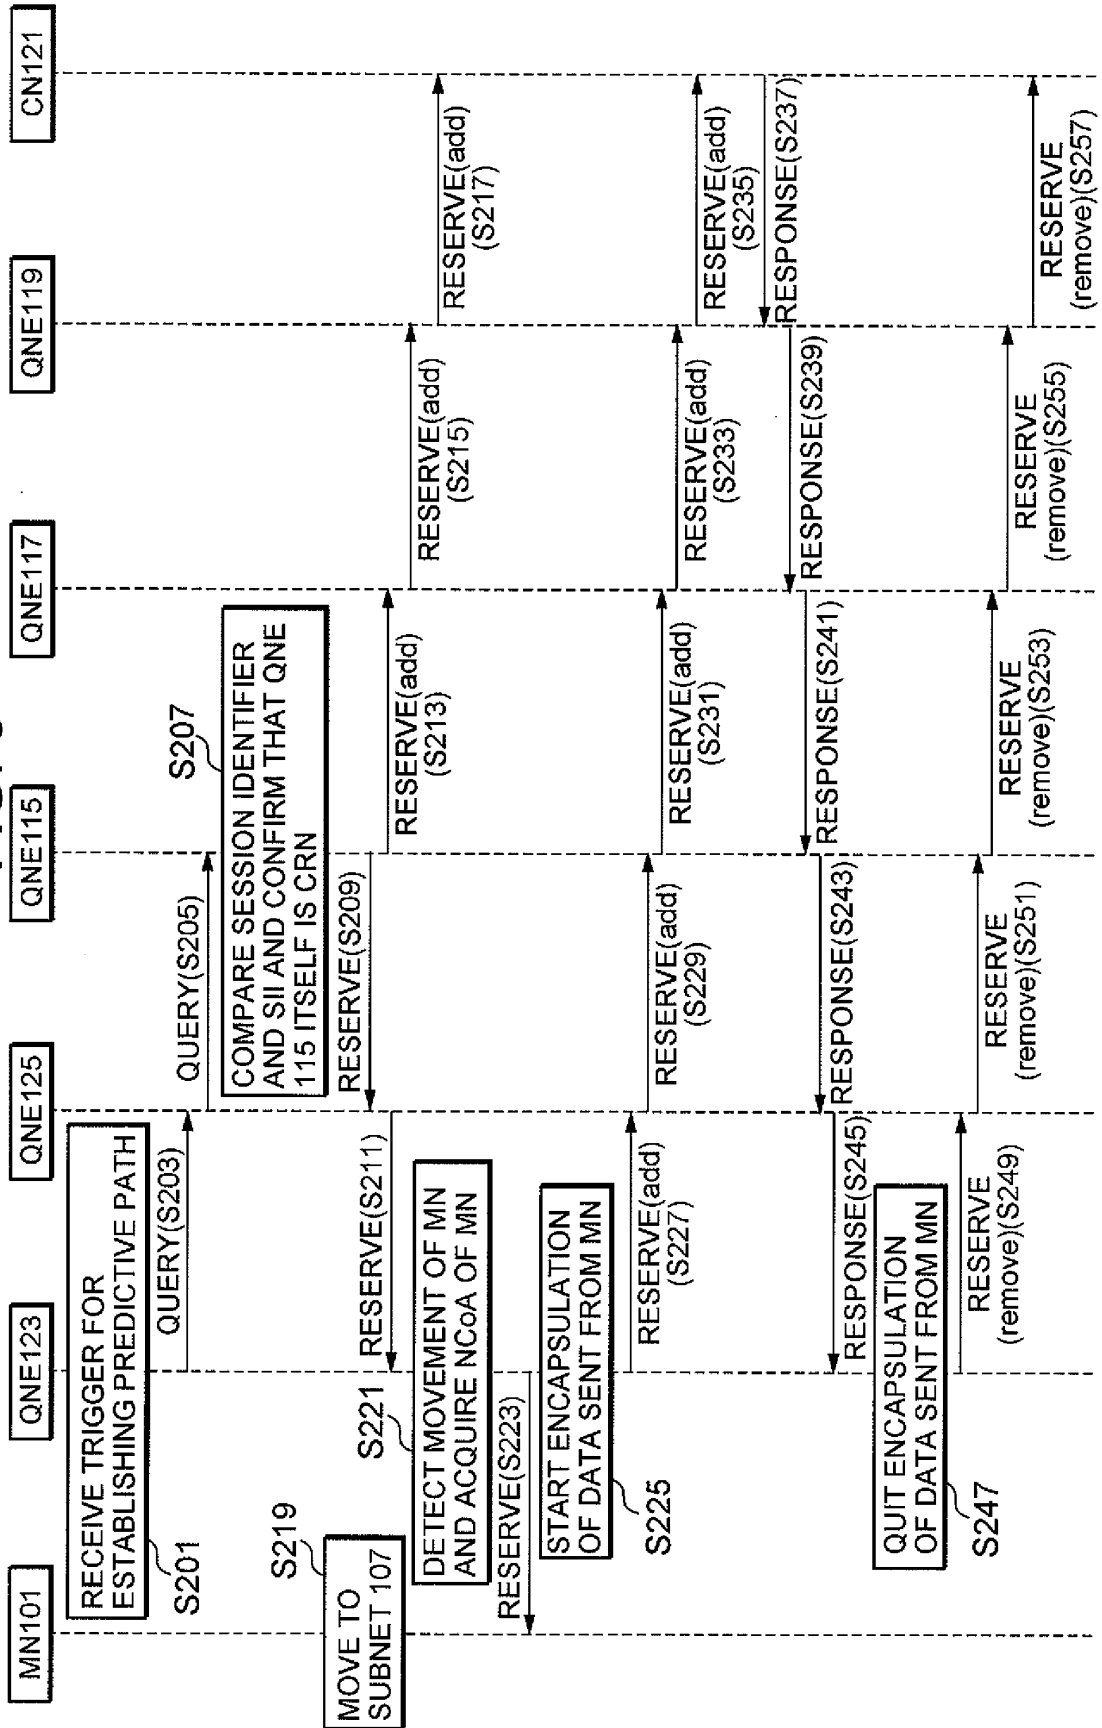 MN101
QNE123
QNE125
QNE115
QNE117
QNE119
CN121
RECEIVE TRIGGER FOR
ESTABLISHING PREDICTIVE PATH
S201
QUERY(S203)
QUERY(S205)
S207
COMPARE SESSION IDENTIFIER
AND SII AND CONFIRM THAT QNE
115 ITSELF IS CRN
RESERVE(S209)
RESERVE(S211)
RESERVE(add)
(S213)
RESERVE(add)
(S215)
RESERVE(add)
(S217)
S219
MOVE TO
SUBNET 107
S221
DETECT MOVEMENT OF MN
AND ACQUIRE NCoA OF MN
RESERVE(S223)
START ENCAPSULATION
OF DATA SENT FROM MN
S225
RESERVE(add)
(S227)
RESERVE(add)
(S229)
RESERVE(add)
(S231)
RESERVE(add)
(S233)
RESERVE(add)
(S235)
RESPONSE(S237)
RESPONSE(S239)
RESPONSE(S241)
RESPONSE(S243)
RESPONSE(S245)
QUIT ENCAPSULATION
OF DATA SENT FROM MN
S247
RESERVE
(remove)(S249)
RESERVE
(remove)(S251)
RESERVE
(remove)(S253)
RESERVE
(remove)(S255)
RESERVE
(remove)(S257)